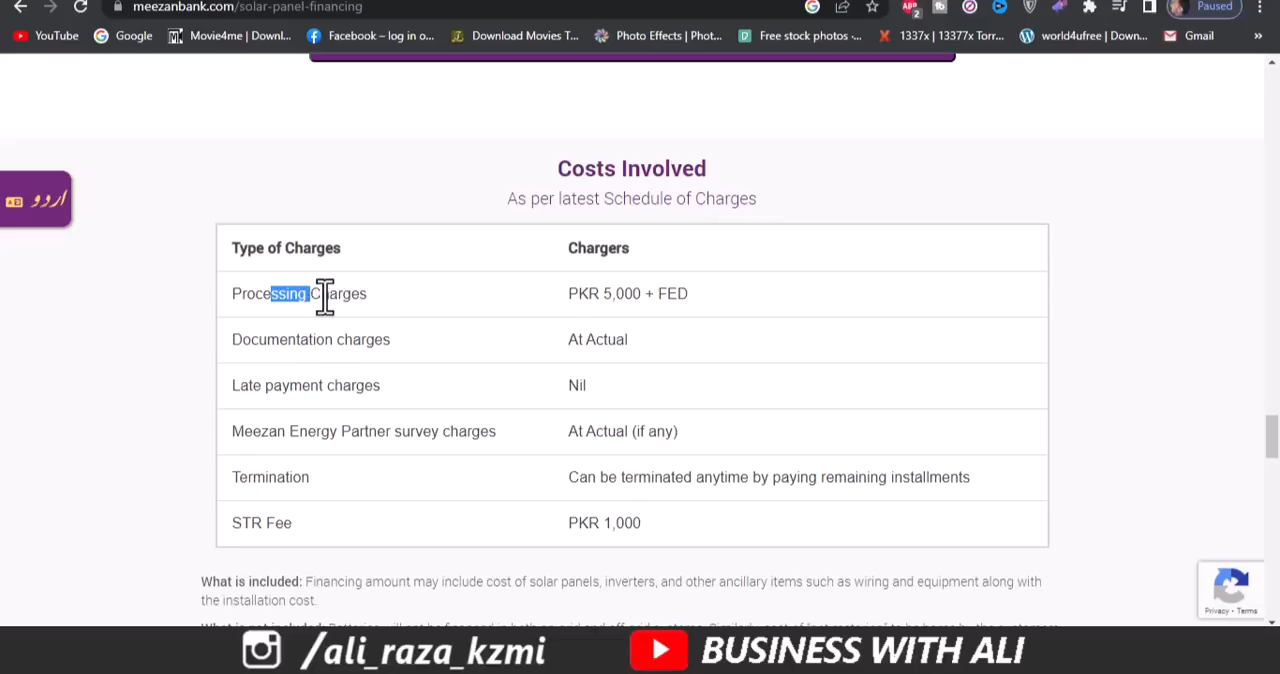 meezanbank.com/solar-panel-financing
Paused
YouTube Google Movie4me | Downl... Facebook – log in o... Download Movies T... Photo Effects | Phot... Free stock photos ·... 1337x | 13377x Torr... world4ufree | Down... Gmail »
Costs Involved
As per latest Schedule of Charges
اردو
Type of Charges Chargers
Processing Charges PKR 5,000 + FED
Documentation charges At Actual
Late payment charges Nil
Meezan Energy Partner survey charges At Actual (if any)
Termination Can be terminated anytime by paying remaining installments
STR Fee PKR 1,000
What is included: Financing amount may include cost of solar panels, inverters, and other ancillary items such as wiring and equipment along with
the installation cost.
Privacy - Terms
/ali_raza_kzmi BUSINESS WITH ALI